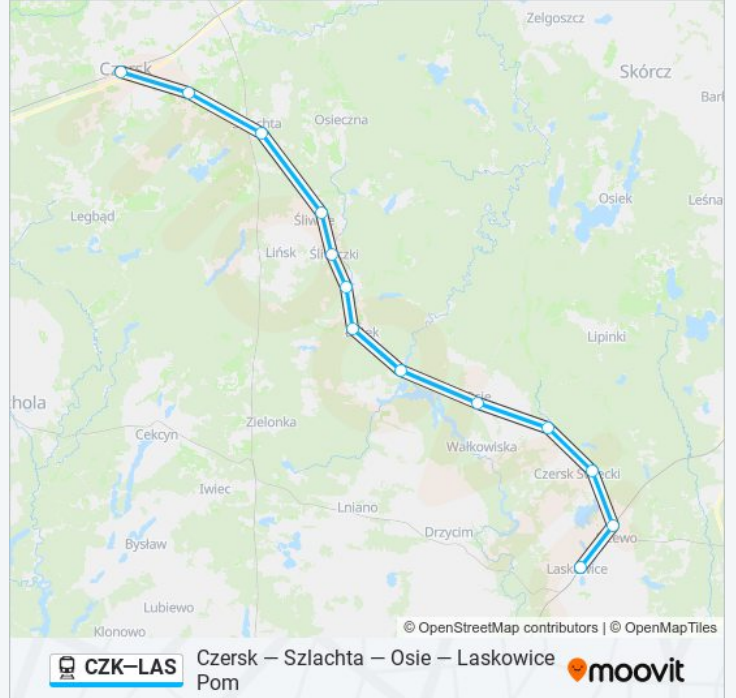 Zelgoszcz
Czersk
Skórcz
Osieczna
Osiek
Leśna
Legbąd
Lińsk
Lipinki
hola
Zielonka
Cekcyn
Wałkowiska
Iwiec
Lniano
Drzycim
Bysław
Lubiewo
Klonowo
© OpenStreetMap contributors | © OpenMapTiles
CZK—LAS
Czersk — Szlachta — Osie — Laskowice
Pom
moovit